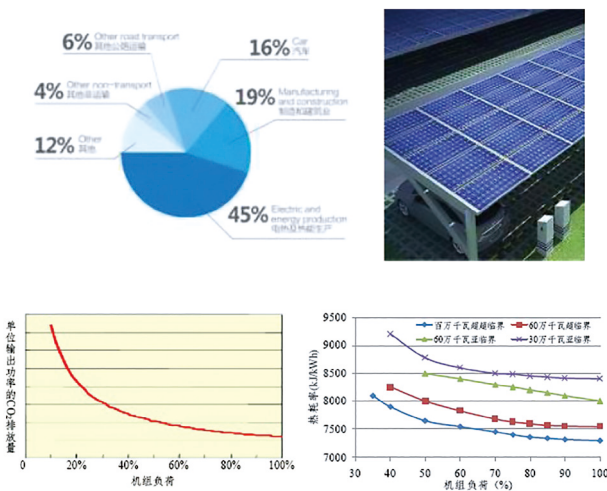 6% Other road transport
其他公路运输
16% Car
汽车
4% Other non-transport
其他非运输
19% Manufacturing
and construction
制造和建筑业
12% Other
其他
45% Electric and
energy production
电热及热能生产
单位输出功率的CO2排放量
0 20% 40% 60% 80% 100%
机组负荷
百万千瓦超超临界 60万千瓦超临界
60万千瓦亚临界 30万千瓦亚临界
9500
9000
8500
8000
7500
7000
热耗率(kJ/kWh)
30 40 50 60 70 80 90 100
机组负荷（%）